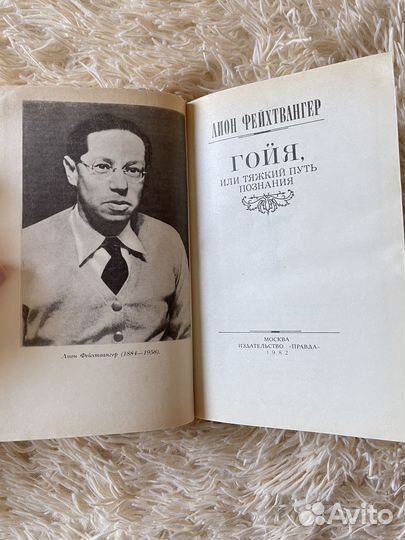 Лион Фейхтвангер (1884—1958).
ЛИОН ФЕЙХТВАНГЕР
ГОЙЯ,
ИЛИ ТЯЖКИЙ ПУТЬ
ПОЗНАНИЯ
МОСКВА
ИЗДАТЕЛЬСТВО «ПРАВДА»
1982
Avito